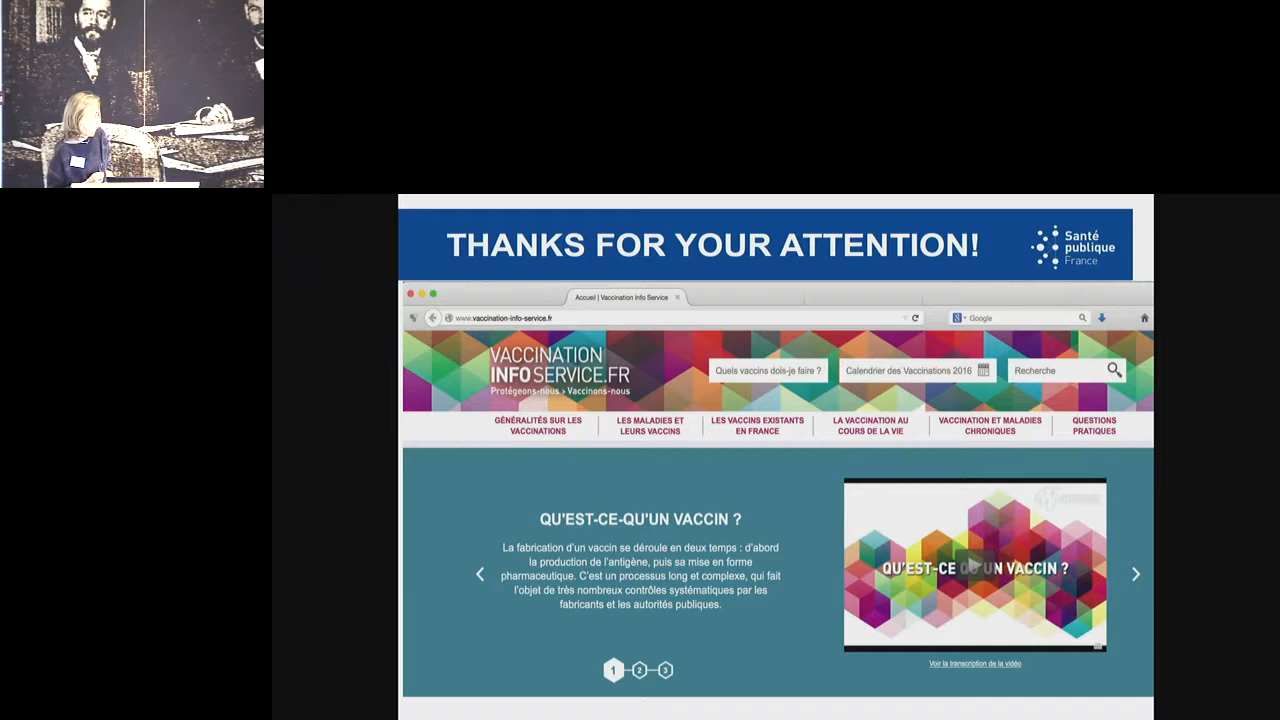 THANKS FOR YOUR ATTENTION!
Santé
publique
France
Accueil | Vaccination Info Service
www.vaccination-info-service.fr
Google
VACCINATION
INFO SERVICE.FR
Protégeons-nous › Vaccinons-nous
Quels vaccins dois-je faire ?
Calendrier des Vaccinations 2016
Recherche
GÉNÉRALITÉS SUR LES
VACCINATIONS
LES MALADIES ET
LEURS VACCINS
LES VACCINS EXISTANTS
EN FRANCE
LA VACCINATION AU
COURS DE LA VIE
VACCINATION ET MALADIES
CHRONIQUES
QUESTIONS
PRATIQUES
QU'EST-CE-QU'UN VACCIN ?
La fabrication d'un vaccin se déroule en deux temps : d'abord
la production de l'antigène, puis sa mise en forme
pharmaceutique. C'est un processus long et complexe, qui fait
l'objet de très nombreux contrôles systématiques par les
fabricants et les autorités publiques.
QU'EST-CE QU'UN VACCIN ?
Voir la transcription de la vidéo
1
2
3